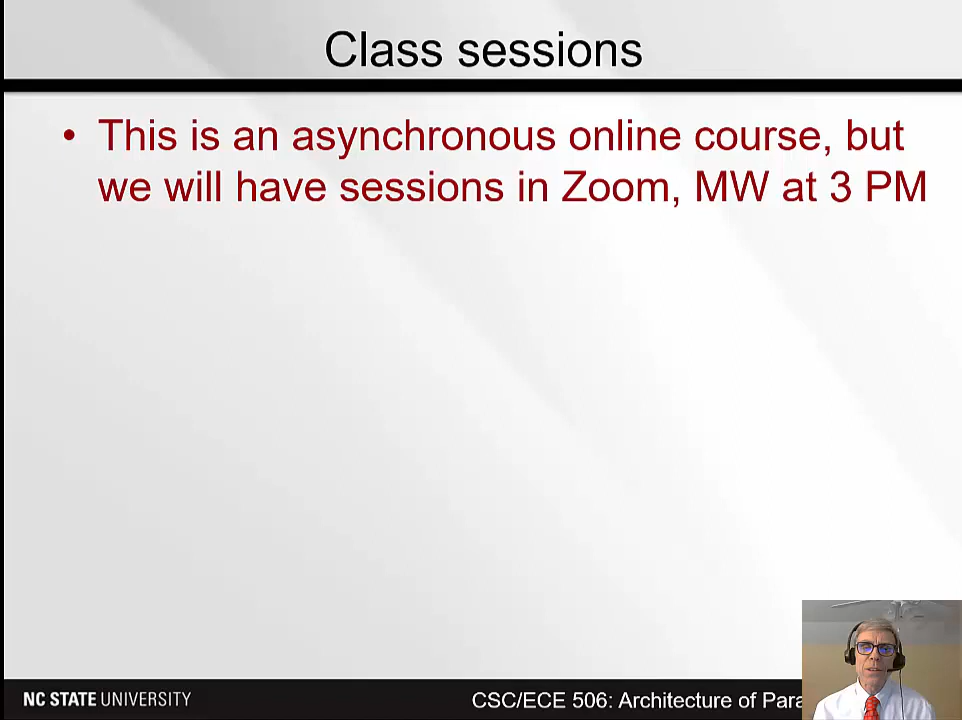 Class sessions
• This is an asynchronous online course, but
we will have sessions in Zoom, MW at 3 PM
NC STATE UNIVERSITY
CSC/ECE 506: Architecture of